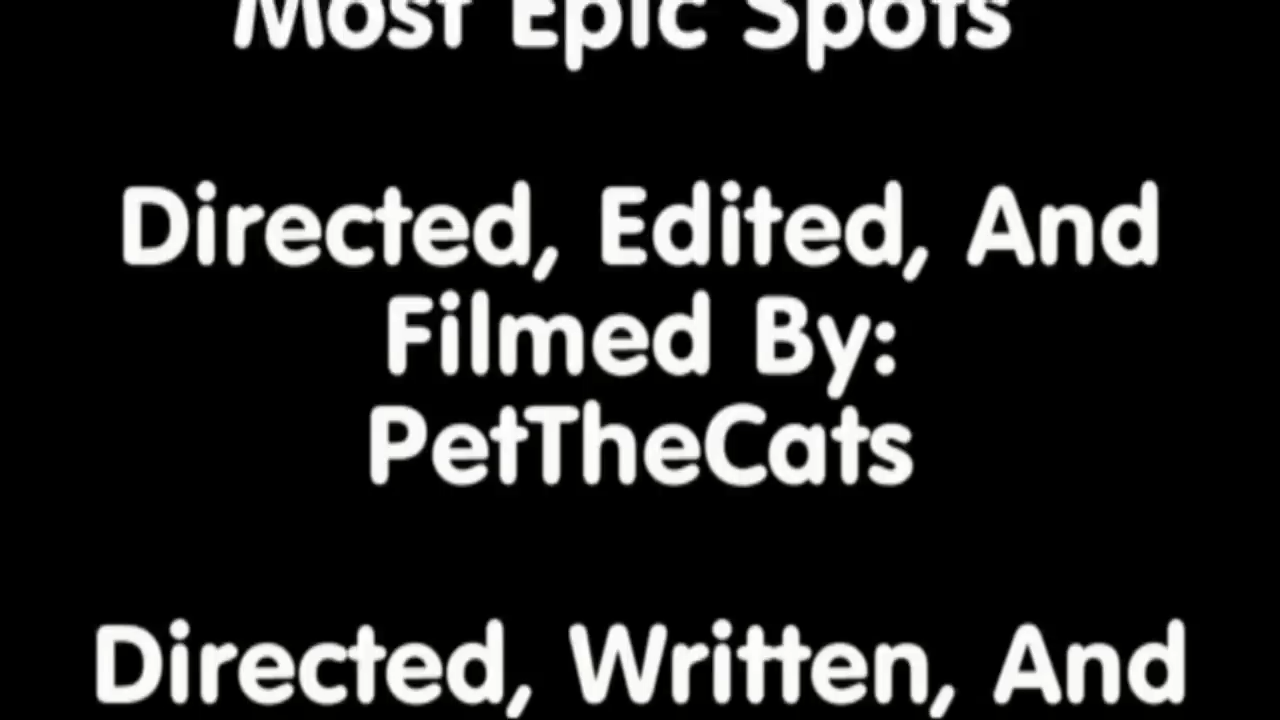 Most Epic Spots
Directed, Edited, And
Filmed By:
PetTheCats
Directed, Written, And